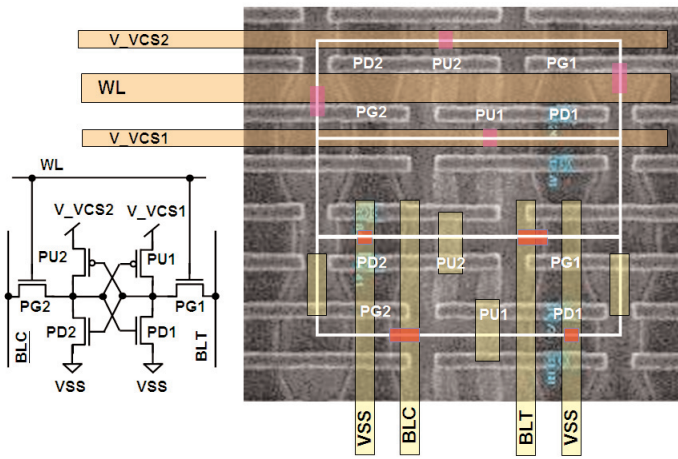 V_VCS2
PD2 PU2 PG1
WL
PG2 PU1 PD1
V_VCS1
WL
V_VCS2 V_VCS1
PU2 PU1
PG2 PG1
PD2 PD1
BLC BLT
VSS VSS
PD2 PU2 PG1
PG2 PU1 PD1
VSS BLC BLT VSS